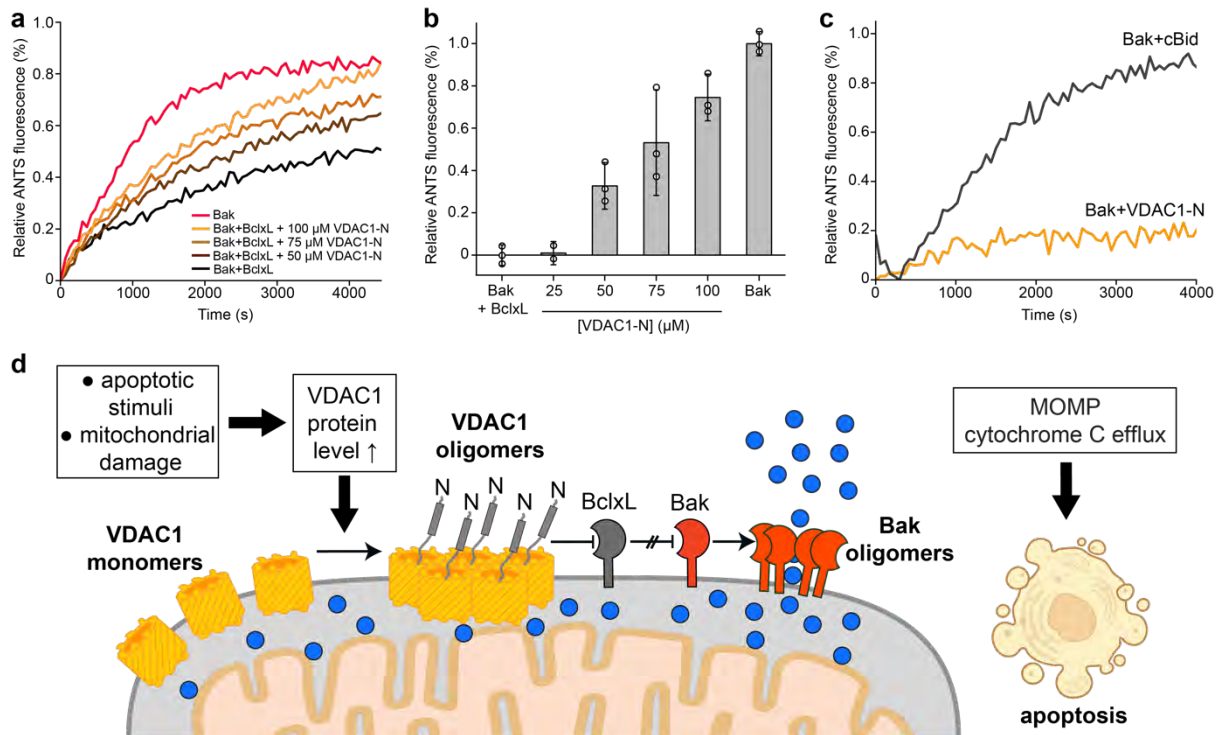 a
Relative ANTS fluorescence (%)
1.0
0.8
0.6
0.4
0.2
0
Bak
Bak+BclxL + 100 µM VDAC1-N
Bak+BclxL + 75 µM VDAC1-N
Bak+BclxL + 50 µM VDAC1-N
Bak+BclxL
0 1000 2000 3000 4000
Time (s)
b
Relative ANTS fluorescence (%)
1.0
0.8
0.6
0.4
0.2
0
Bak
+ BclxL
25 50 75 100
Bak
[VDAC1-N] (µM)
c
Relative ANTS fluorescence (%)
1.0
0.8
0.6
0.4
0.2
0
Bak+cBid
Bak+VDAC1-N
0 1000 2000 3000 4000
Time (s)
d
● apoptotic
stimuli
● mitochondrial
damage
VDAC1
protein
level ↑
VDAC1
monomers
VDAC1
oligomers
N N N N N
BclxL
Bak
Bak
oligomers
MOMP
cytochrome C efflux
apoptosis